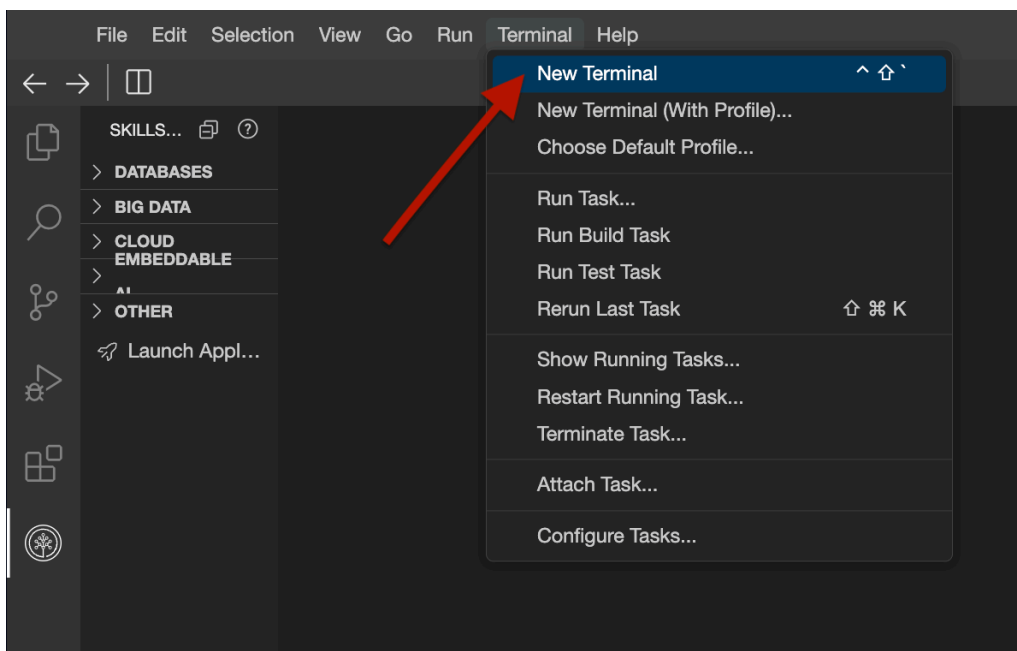 File Edit Selection View Go Run Terminal Help
SKILLS...
DATABASES
BIG DATA
CLOUD
EMBEDDABLE
AI
OTHER
Launch Appl...
New Terminal ^ ⇧ `
New Terminal (With Profile)...
Choose Default Profile...
Run Task...
Run Build Task
Run Test Task
Rerun Last Task ⇧ ⌘ K
Show Running Tasks...
Restart Running Task...
Terminate Task...
Attach Task...
Configure Tasks...